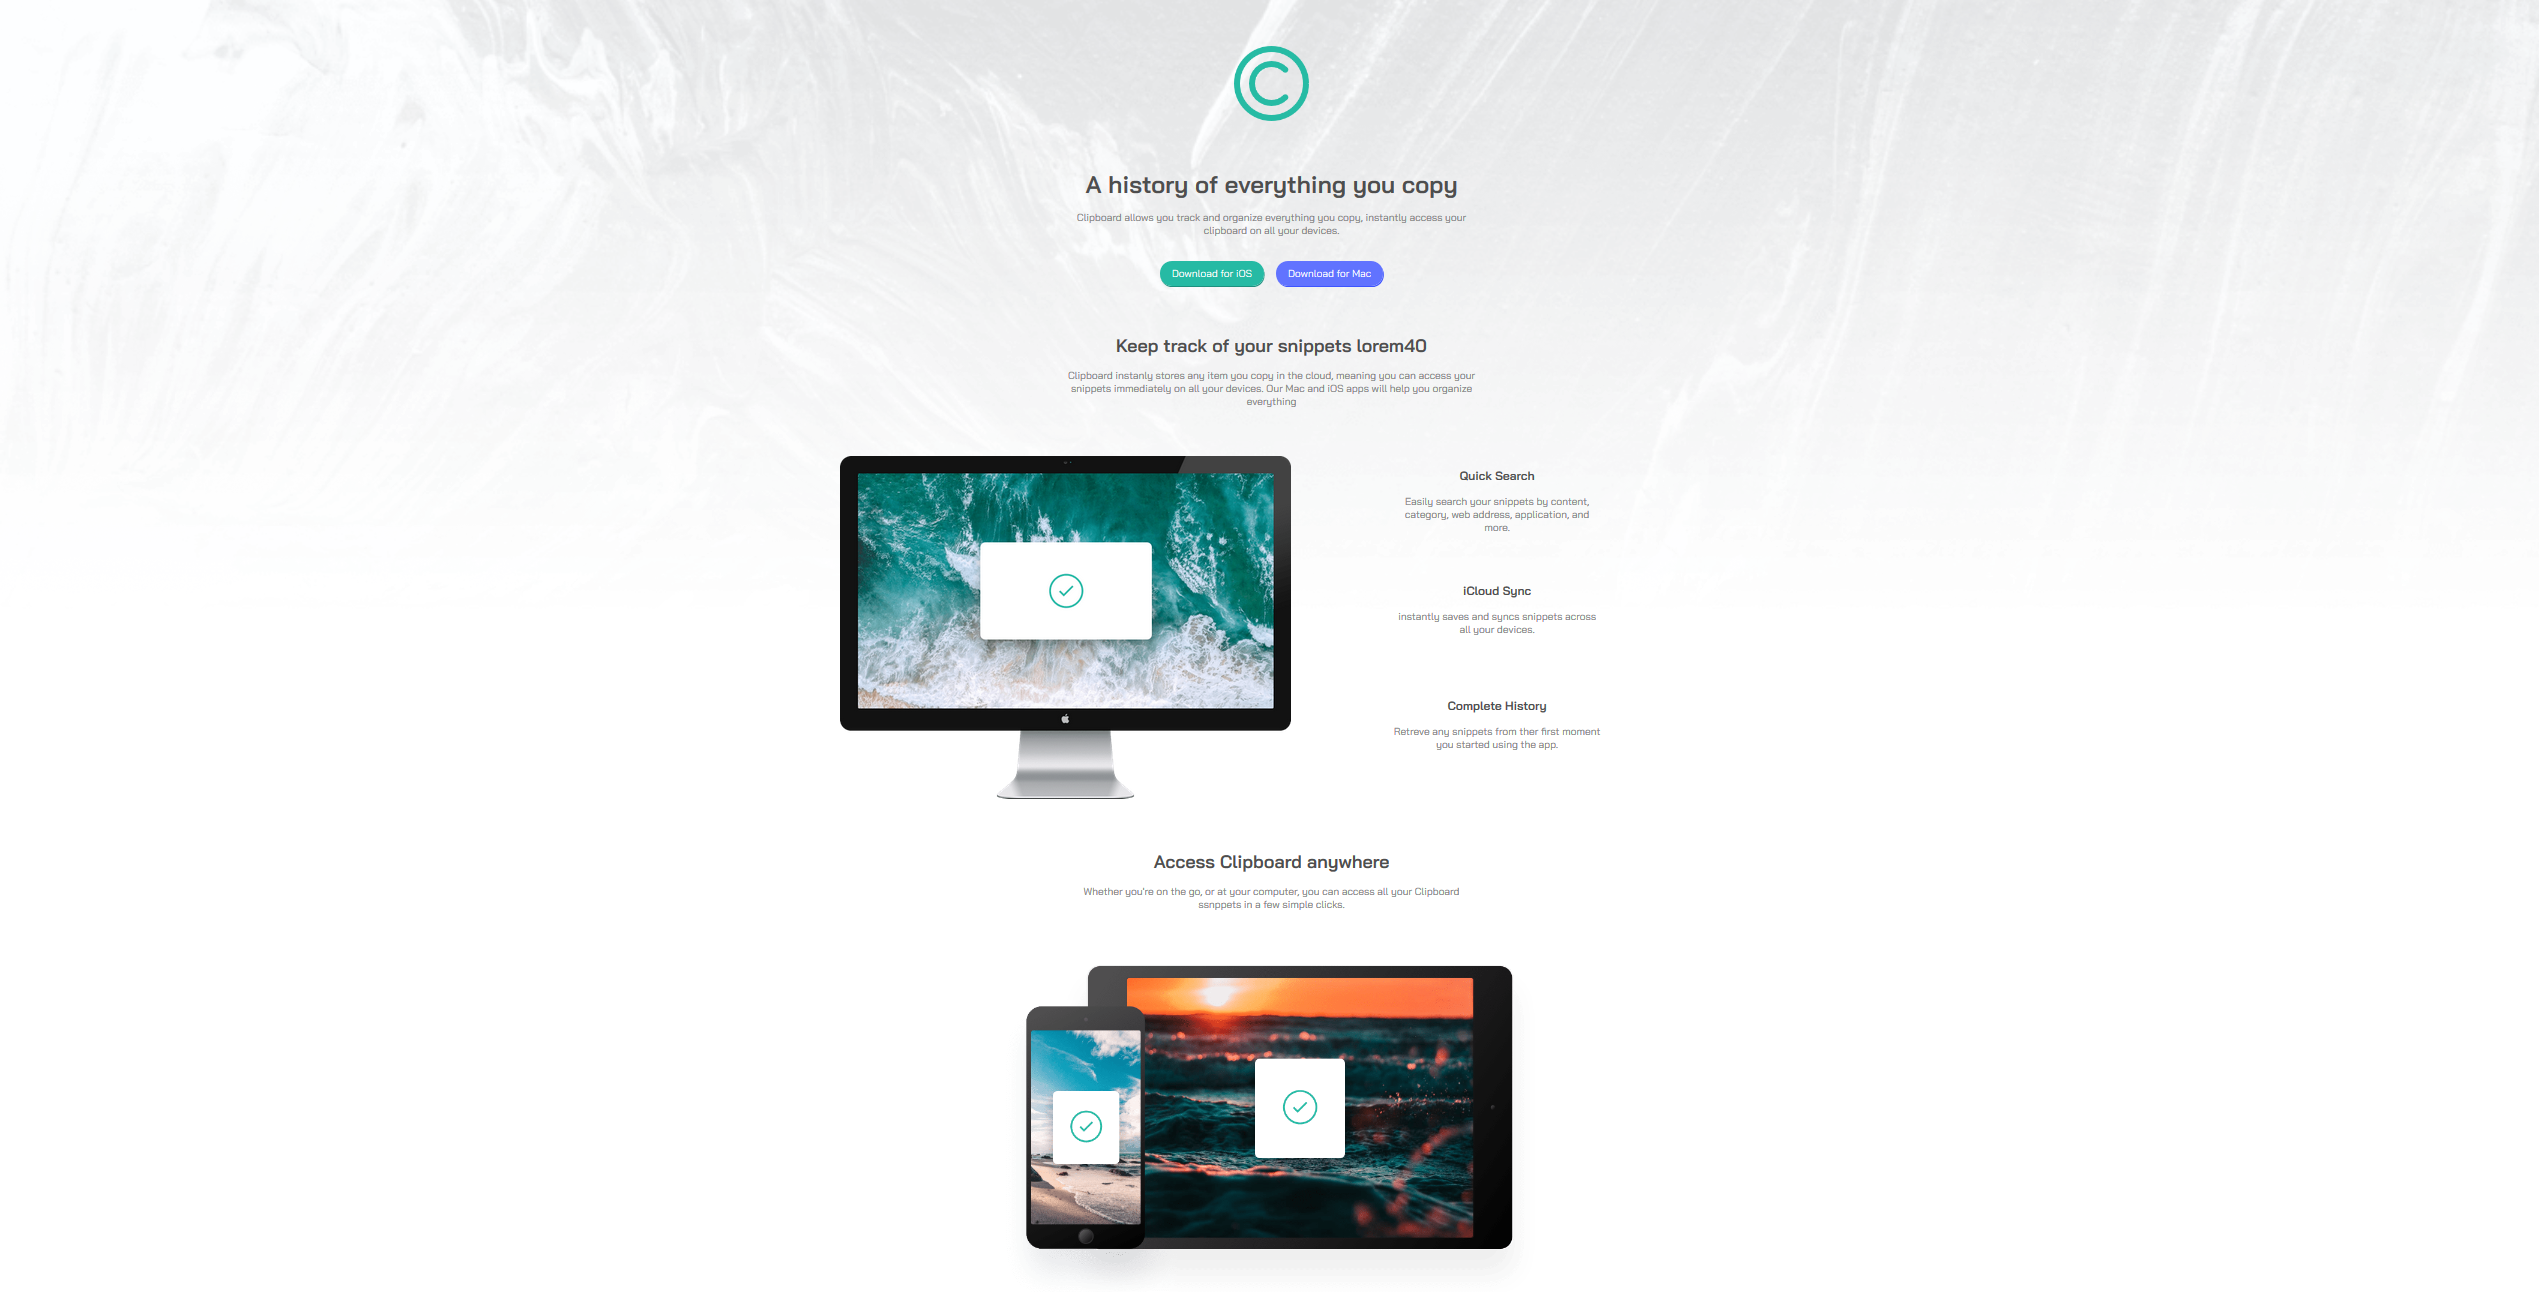 A history of everything you copy
Clipboard allows you track and organize everything you copy, instantly access your
clipboard on all your devices.
Download for iOS
Download for Mac
Keep track of your snippets lorem40
Clipboard instanly stores any item you copy in the cloud, meaning you can access your
snippets immediately on all your devices. Our Mac and iOS apps will help you organize
everything
Quick Search
Easily search your snippets by content,
category, web address, application, and
more.
iCloud Sync
instantly saves and syncs snippets across
all your devices.
Complete History
Retreve any snippets from ther first moment
you started using the app.
Access Clipboard anywhere
Whether you're on the go, or at your computer, you can access all your Clipboard
ssnppets in a few simple clicks.